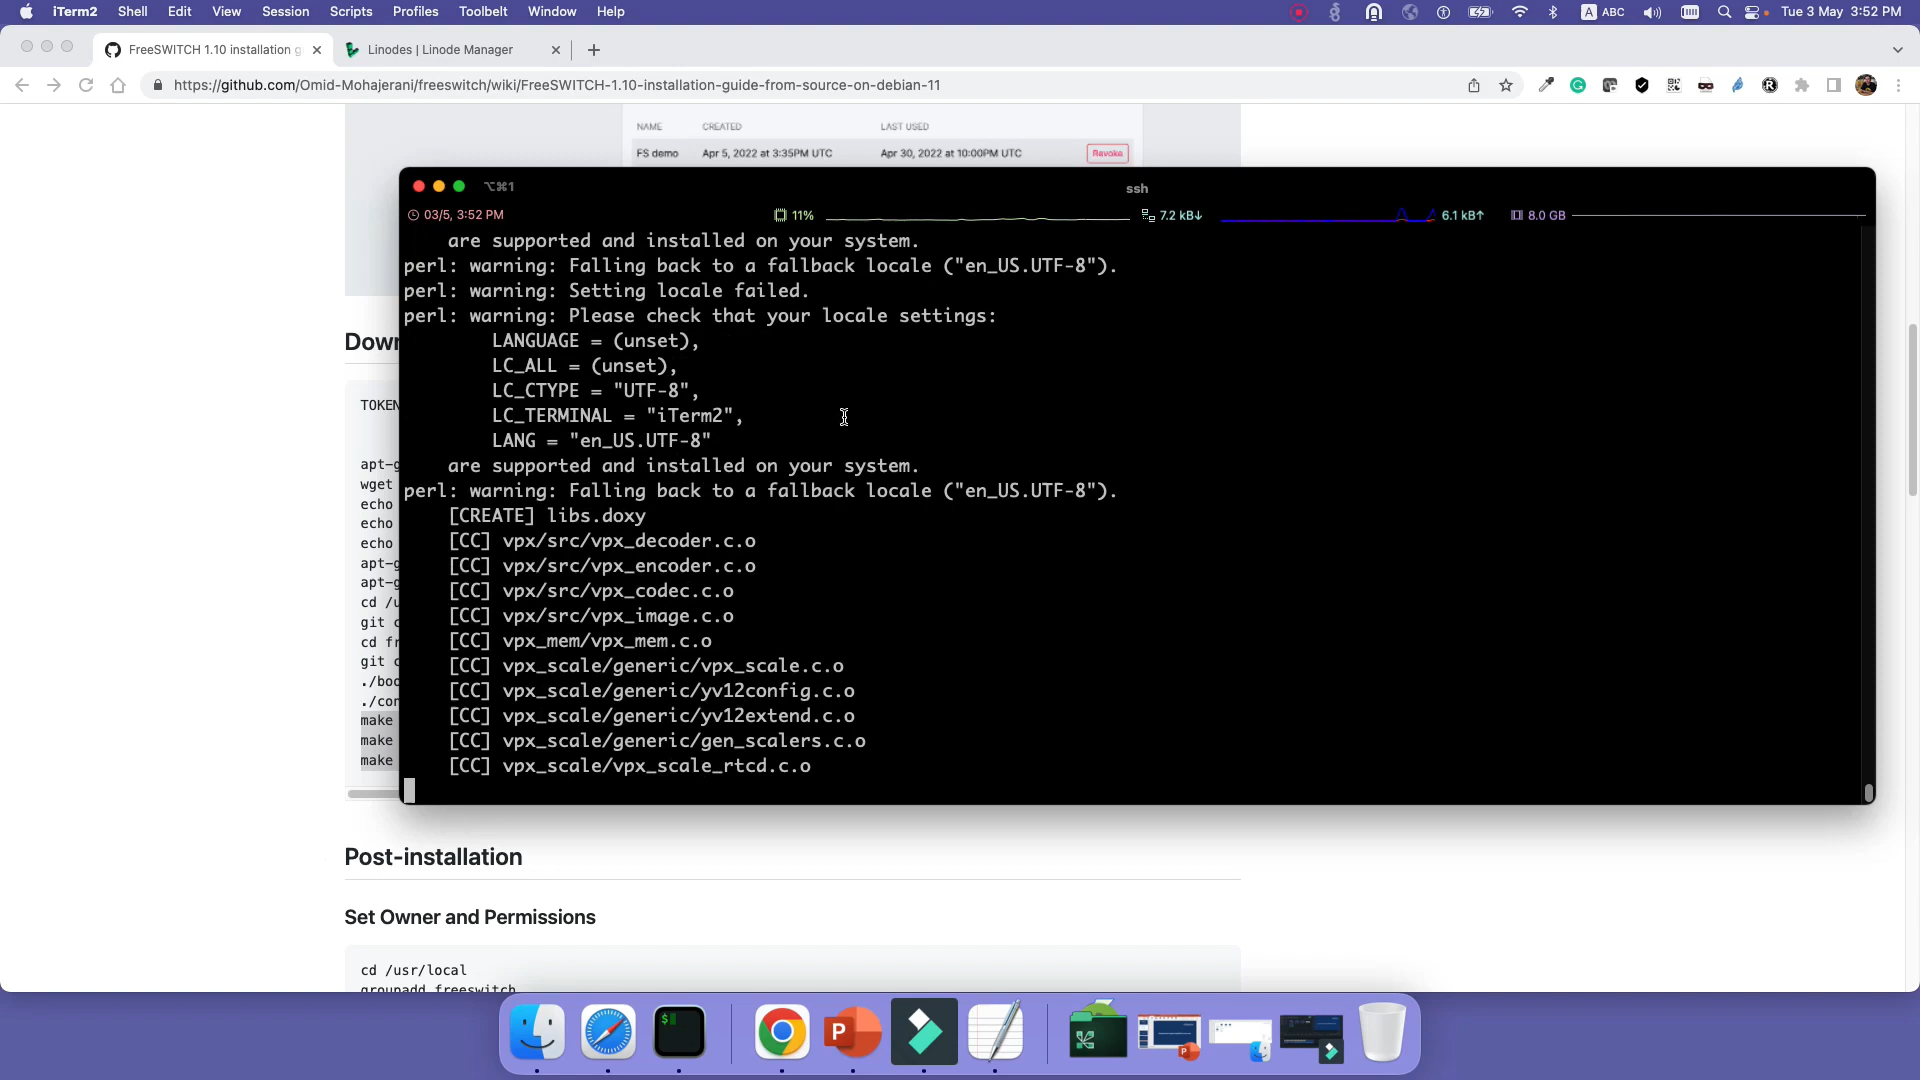 iTerm2 Shell Edit View Session Scripts Profiles Toolbelt Window Help A ABC Tue 3 May 3:52 PM
FreeSWITCH 1.10 installation g Linodes | Linode Manager
https://github.com/Omid-Mohajerani/freeswitch/wiki/FreeSWITCH-1.10-installation-guide-from-source-on-debian-11
NAME CREATED LAST USED
FS demo Apr 5, 2022 at 3:35PM UTC Apr 30, 2022 at 10:00PM UTC Revoke
⌥⌘1 ssh
03/5, 3:52 PM 11% 7.2 kB↓ 6.1 kB↑ 8.0 GB
are supported and installed on your system.
perl: warning: Falling back to a fallback locale ("en_US.UTF-8").
perl: warning: Setting locale failed.
perl: warning: Please check that your locale settings:
LANGUAGE = (unset),
LC_ALL = (unset),
LC_CTYPE = "UTF-8",
LC_TERMINAL = "iTerm2",
LANG = "en_US.UTF-8"
are supported and installed on your system.
perl: warning: Falling back to a fallback locale ("en_US.UTF-8").
[CREATE] libs.doxy
[CC] vpx/src/vpx_decoder.c.o
[CC] vpx/src/vpx_encoder.c.o
[CC] vpx/src/vpx_codec.c.o
[CC] vpx/src/vpx_image.c.o
[CC] vpx_mem/vpx_mem.c.o
[CC] vpx_scale/generic/vpx_scale.c.o
[CC] vpx_scale/generic/yv12config.c.o
[CC] vpx_scale/generic/yv12extend.c.o
[CC] vpx_scale/generic/gen_scalers.c.o
[CC] vpx_scale/vpx_scale_rtcd.c.o
Dow
TOKEN
apt-g
wget
echo
echo
echo
apt-g
apt-g
cd /u
git c
cd fr
git c
./boo
./con
make
make
make
Post-installation
Set Owner and Permissions
cd /usr/local
groupadd freeswitch